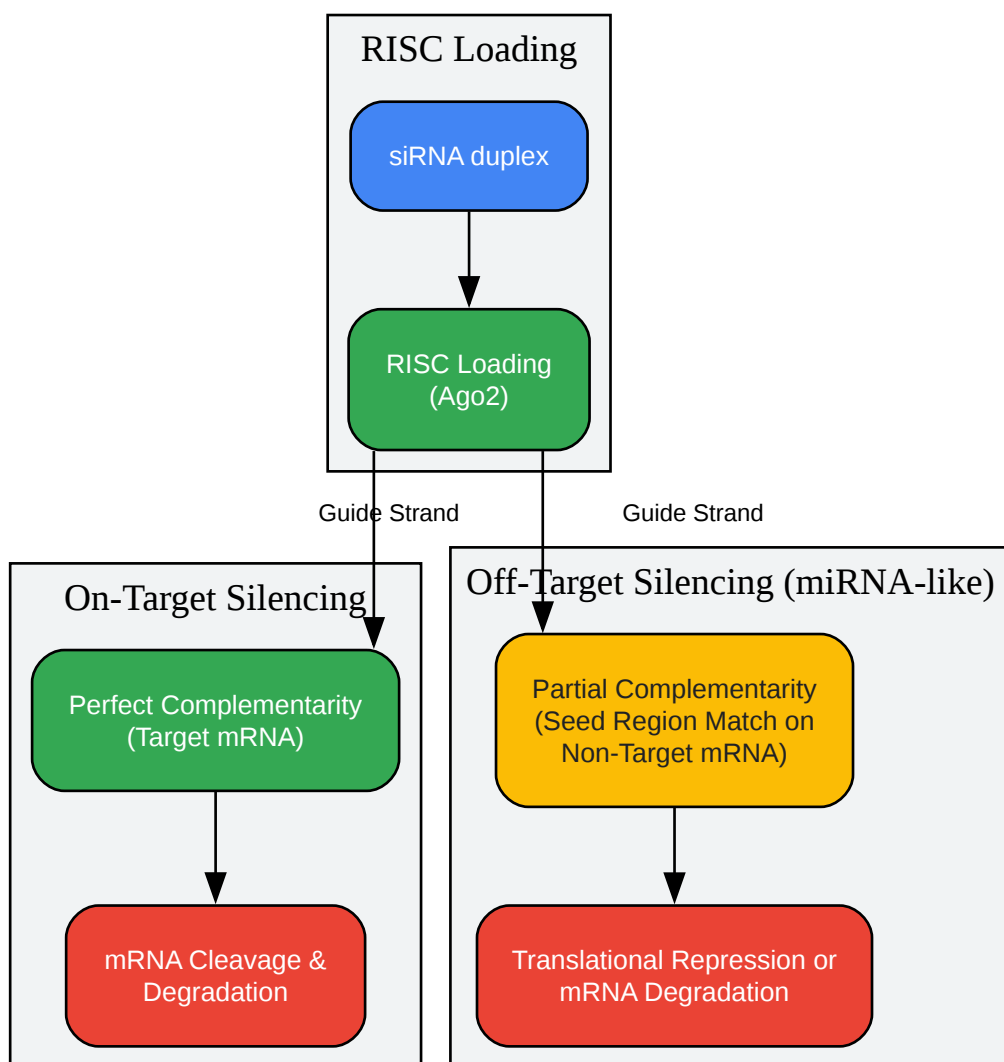 RISC Loading
siRNA duplex
RISC Loading
(Ago2)
Guide Strand
Guide Strand
On-Target Silencing
Perfect Complementarity
(Target mRNA)
mRNA Cleavage &
Degradation
Off-Target Silencing (miRNA-like)
Partial Complementarity
(Seed Region Match on
Non-Target mRNA)
Translational Repression or
mRNA Degradation